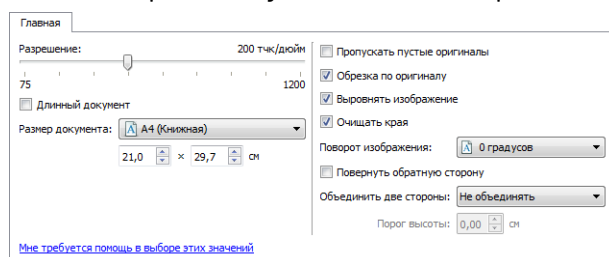 Главная
Разрешение: 200 тчк/дюйм
75 1200
Длинный документ
Размер документа: A4 (Книжная)
21,0 × 29,7 см
Мне требуется помощь в выборе этих значений
Пропускать пустые оригиналы
Обрезка по оригиналу
Выровнять изображение
Очищать края
Поворот изображения: 0 градусов
Повернуть обратную сторону
Объединить две стороны: Не объединять
Порог высоты: 0,00 см